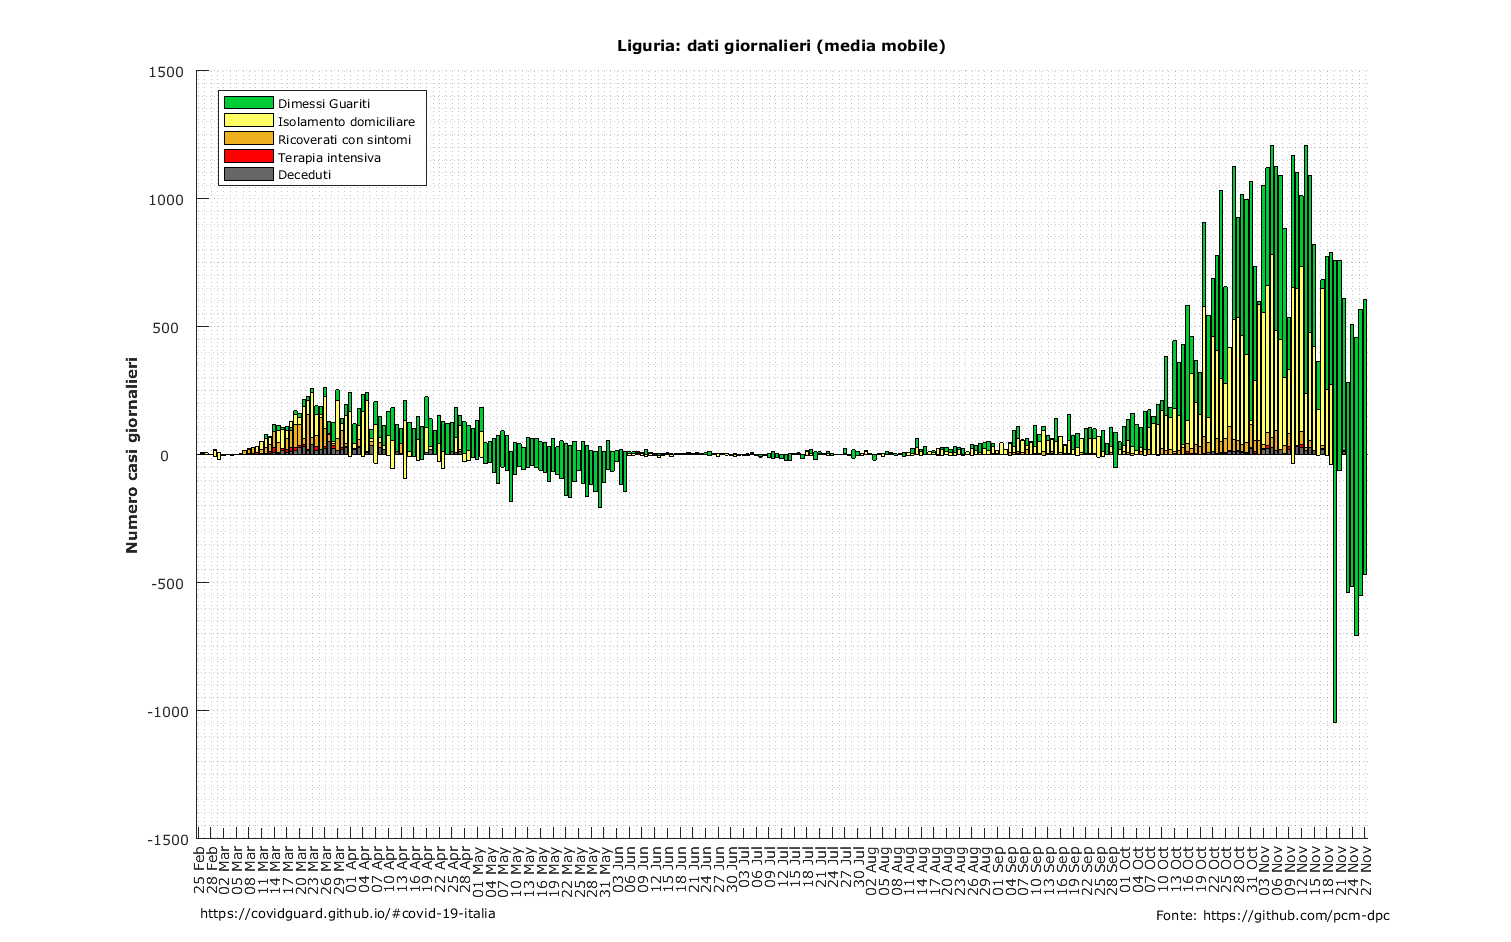 Liguria: dati giornalieri (media mobile)
1500
1000
500
0
-500
-1000
-1500
Numero casi giornalieri
Dimessi Guariti
Isolamento domiciliare
Ricoverati con sintomi
Terapia intensiva
Deceduti
25 Feb
28 Feb
02 Mar
05 Mar
08 Mar
11 Mar
14 Mar
17 Mar
20 Mar
23 Mar
26 Mar
29 Mar
01 Apr
04 Apr
07 Apr
10 Apr
13 Apr
16 Apr
19 Apr
22 Apr
25 Apr
28 Apr
01 May
04 May
07 May
10 May
13 May
16 May
19 May
22 May
25 May
28 May
31 May
03 Jun
06 Jun
09 Jun
12 Jun
15 Jun
18 Jun
21 Jun
24 Jun
27 Jun
30 Jun
03 Jul
06 Jul
09 Jul
12 Jul
15 Jul
18 Jul
21 Jul
24 Jul
27 Jul
30 Jul
02 Aug
05 Aug
08 Aug
11 Aug
14 Aug
17 Aug
20 Aug
23 Aug
26 Aug
29 Aug
01 Sep
04 Sep
07 Sep
10 Sep
13 Sep
16 Sep
19 Sep
22 Sep
25 Sep
28 Sep
01 Oct
04 Oct
07 Oct
10 Oct
13 Oct
16 Oct
19 Oct
22 Oct
25 Oct
28 Oct
31 Oct
03 Nov
06 Nov
09 Nov
12 Nov
15 Nov
18 Nov
21 Nov
24 Nov
27 Nov
https://covidguard.github.io/#covid-19-italia
Fonte: https://github.com/pcm-dpc